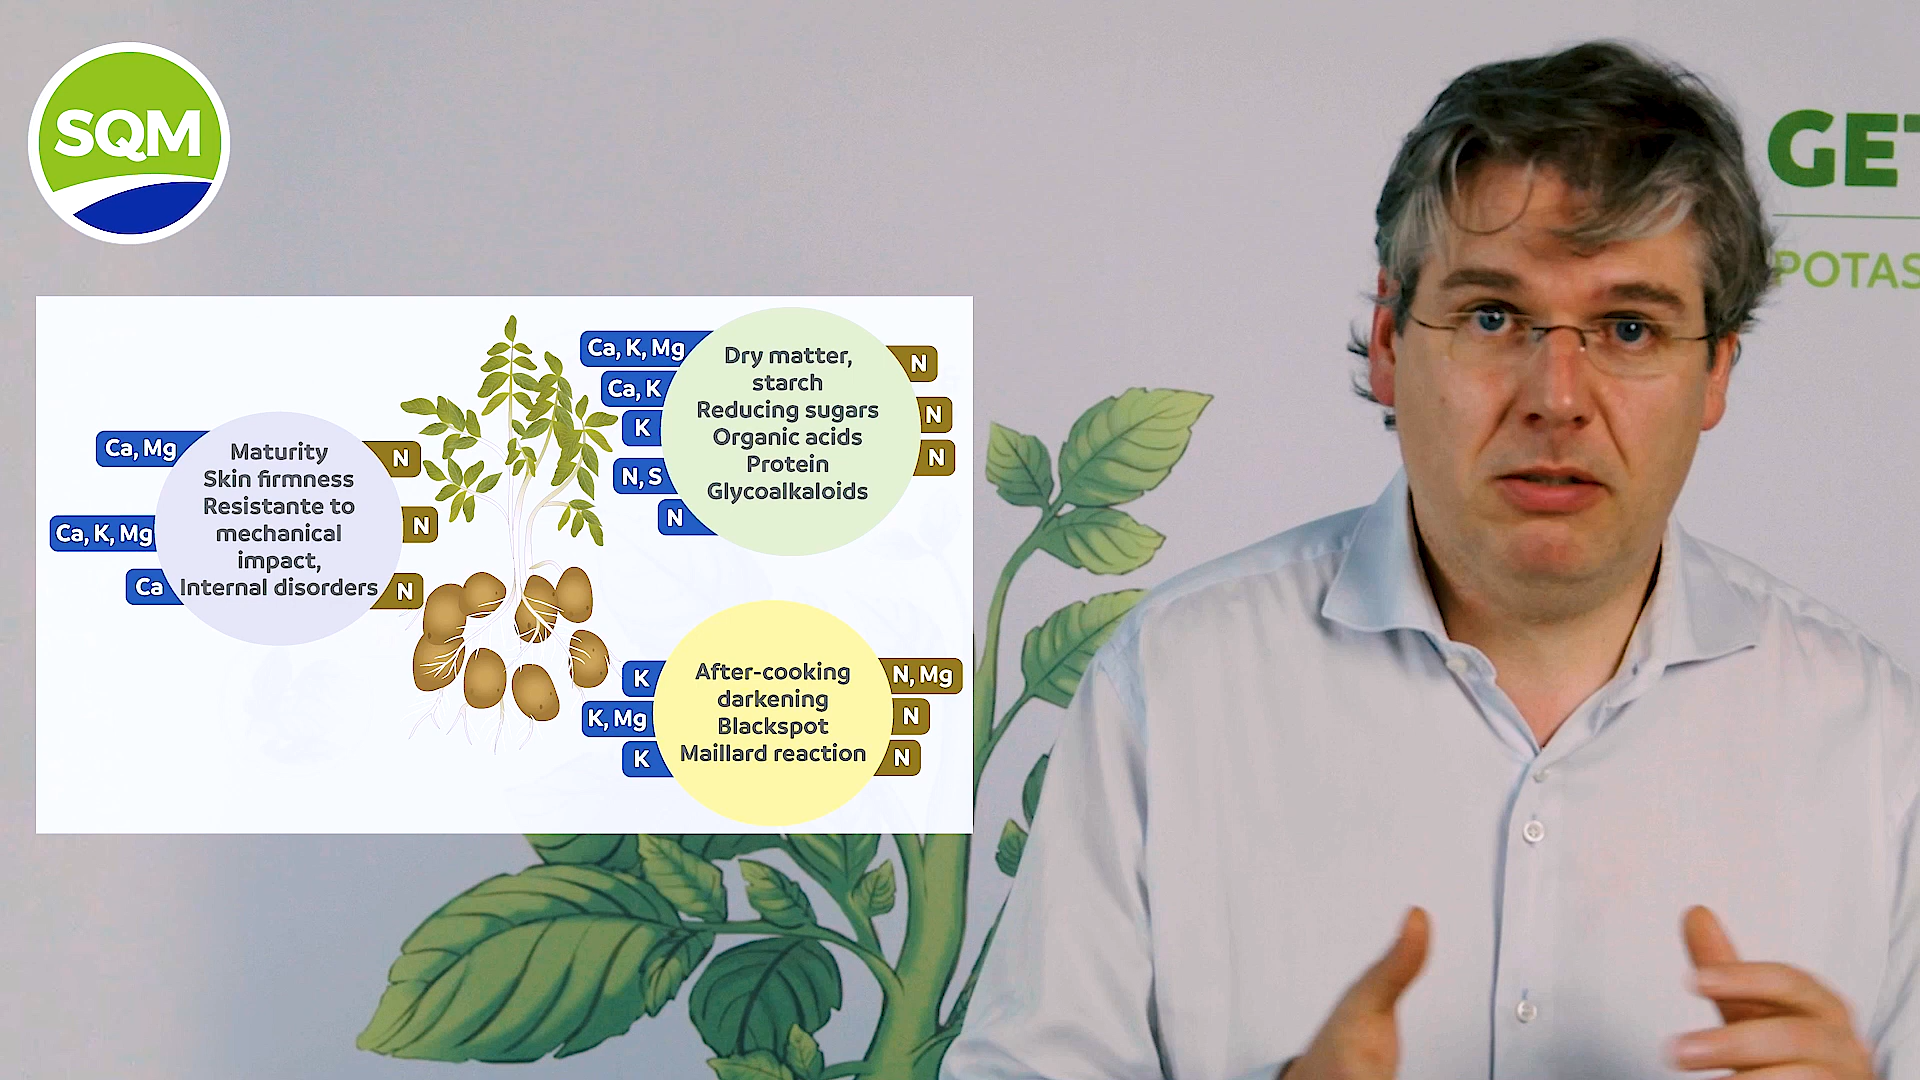 SQM
GET
POTAS
Ca, Mg
Ca, K, Mg
Ca
Maturity
Skin firmness
Resistante to
mechanical
impact,
Internal disorders
N
N
N
Ca, K, Mg
Ca, K
K
N, S
N
Dry matter,
starch
Reducing sugars
Organic acids
Protein
Glycoalkaloids
N
N
N
K
K, Mg
K
After-cooking
darkening
Blackspot
Maillard reaction
N, Mg
N
N